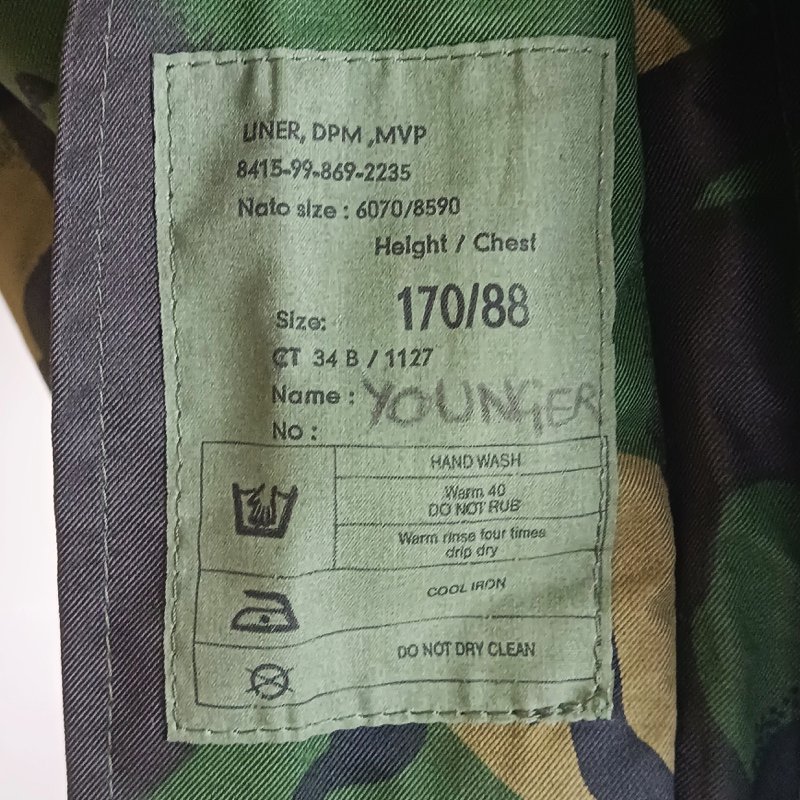 LINER, DPM ,MVP
8415-99-869-2235
Nato size : 6070/8590
Height / Chest
Size: 170/88
CT 34 B / 1127
Name : YOUNGER
No :
HAND WASH
Warm 40
DO NOT RUB
Warm rinse four times
drip dry
COOL IRON
DO NOT DRY CLEAN